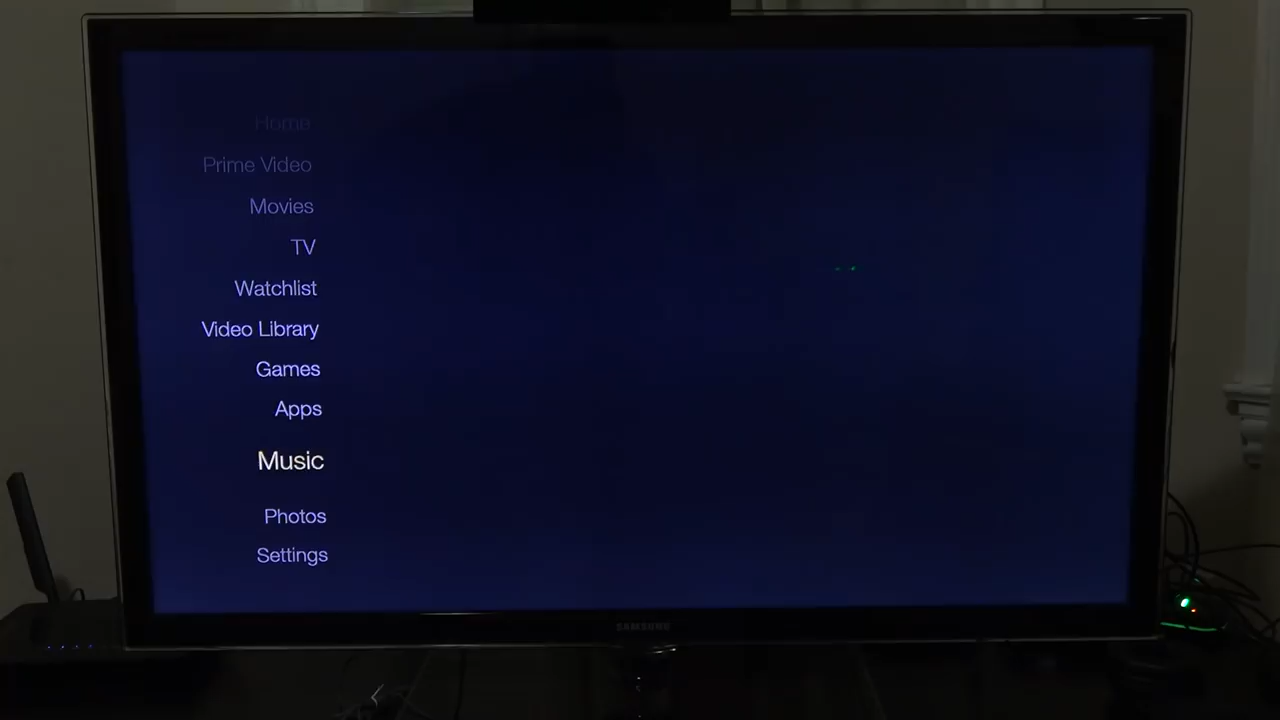 Home
Prime Video
Movies
TV
Watchlist
Video Library
Games
Apps
Music
Photos
Settings
SAMSUNG